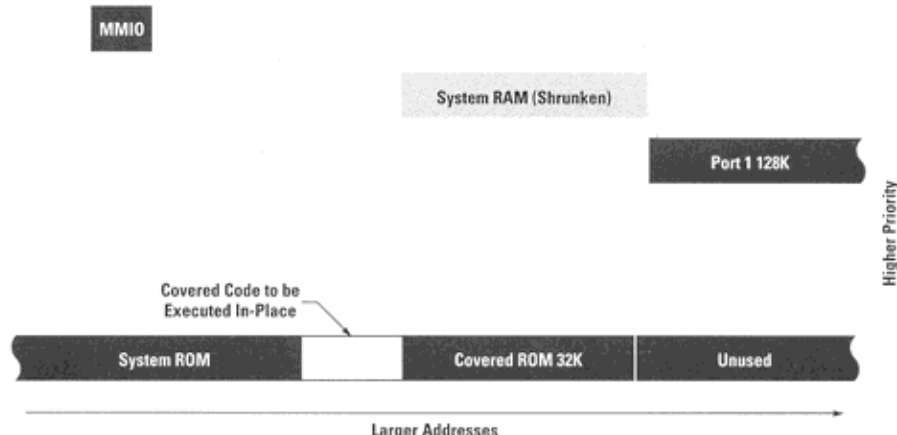 MMIO
System RAM (Shrunken)
Port 1 128K
Higher Priority
Covered Code to be
Executed In-Place
System ROM
Covered ROM 32K
Unused
Larger Addresses